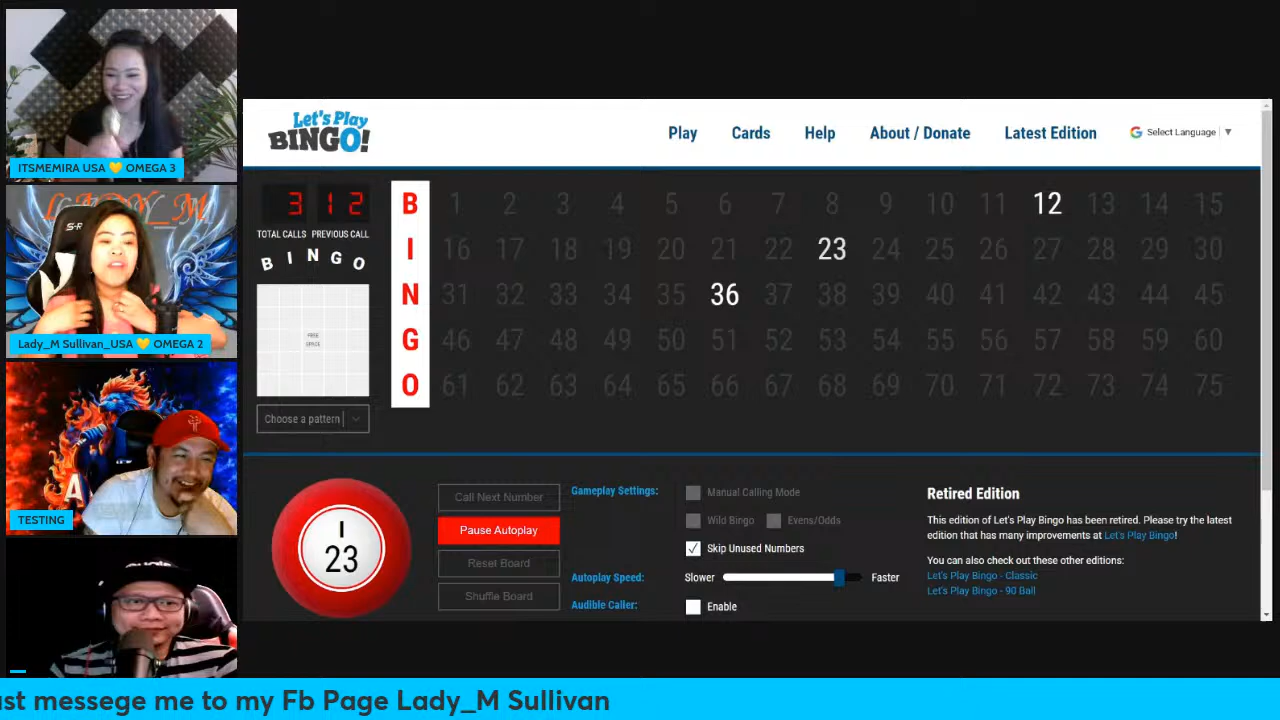 ITSMEMIRA USA 💛 OMEGA 3
LADY_M
Lady_M Sullivan_USA 💛 OMEGA 2
TESTING
Let's Play
BINGO!
Play Cards Help About / Donate Latest Edition Select Language ▼
3 12
TOTAL CALLS PREVIOUS CALL
B I N G O
FREE
SPACE
Choose a pattern
B 1 2 3 4 5 6 7 8 9 10 11 12 13 14 15
I 16 17 18 19 20 21 22 23 24 25 26 27 28 29 30
N 31 32 33 34 35 36 37 38 39 40 41 42 43 44 45
G 46 47 48 49 50 51 52 53 54 55 56 57 58 59 60
O 61 62 63 64 65 66 67 68 69 70 71 72 73 74 75
I
23
Call Next Number
Pause Autoplay
Reset Board
Shuffle Board
Gameplay Settings:
Manual Calling Mode
Wild Bingo Evens/Odds
Skip Unused Numbers
Autoplay Speed: Slower Faster
Audible Caller: Enable
Retired Edition
This edition of Let's Play Bingo has been retired. Please try the latest
edition that has many improvements at Let's Play Bingo!
You can also check out these other editions:
Let's Play Bingo - Classic
Let's Play Bingo - 90 Ball
ust messege me to my Fb Page Lady_M Sullivan